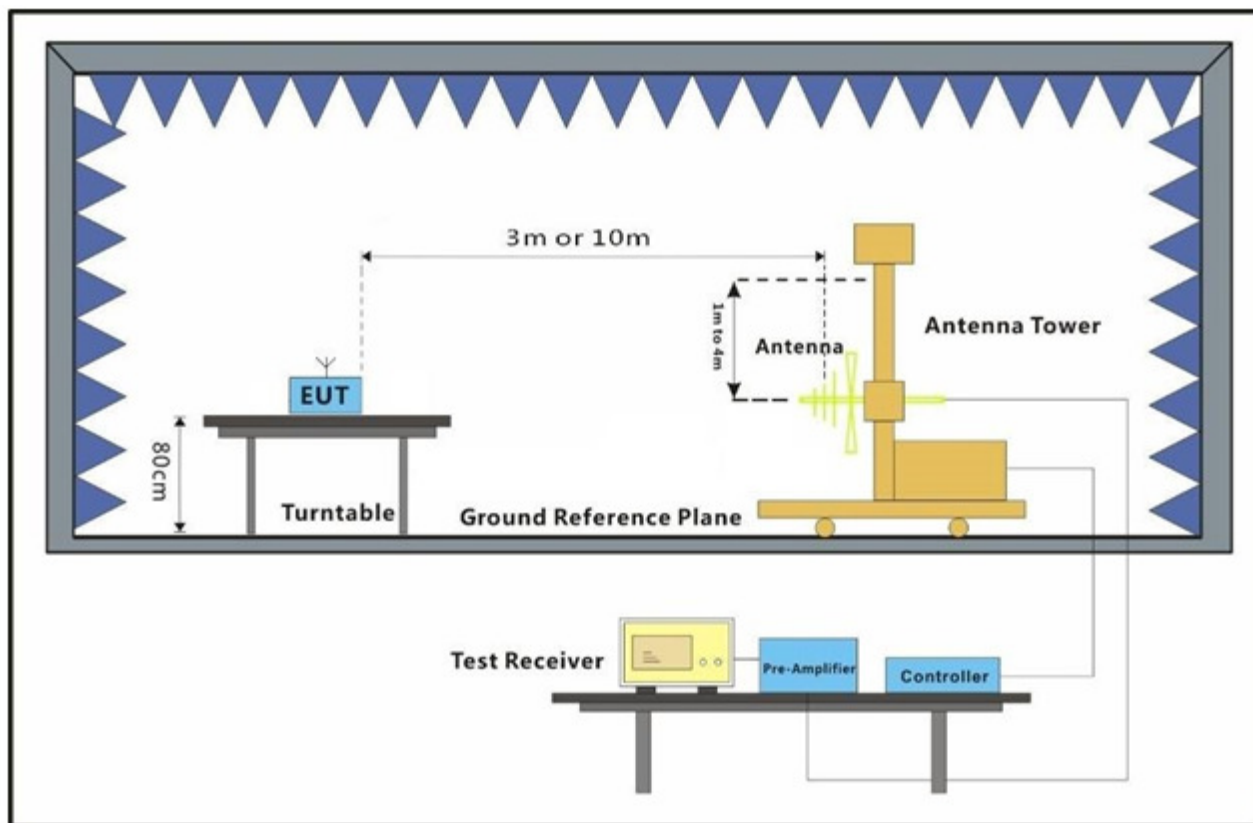 3m or 10m
1m to 4m
Antenna
Antenna Tower
EUT
80cm
Turntable
Ground Reference Plane
Test Receiver
Pre-Amplifier
Controller